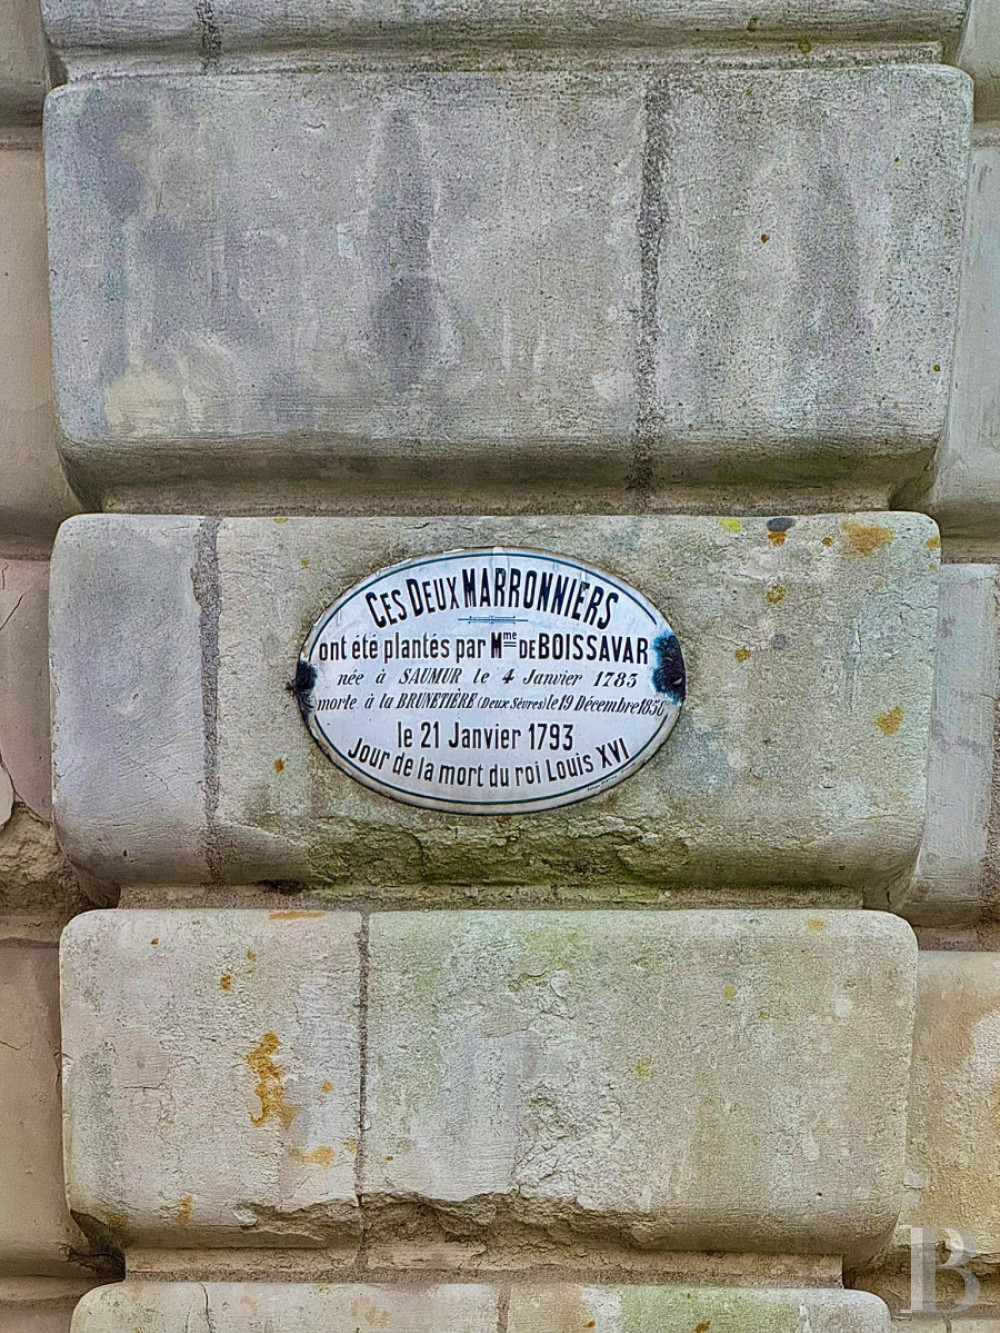 CES DEUX MARRONNIERS
ont été plantés par Mme DE BOISSAVAR
née à SAUMUR le 4 Janvier 1783
morte à la BRUNETIÈRE (Deux Sèvres) le 19 Décembre
le 21 Janvier 1793
Jour de la mort du roi Louis XVI
B